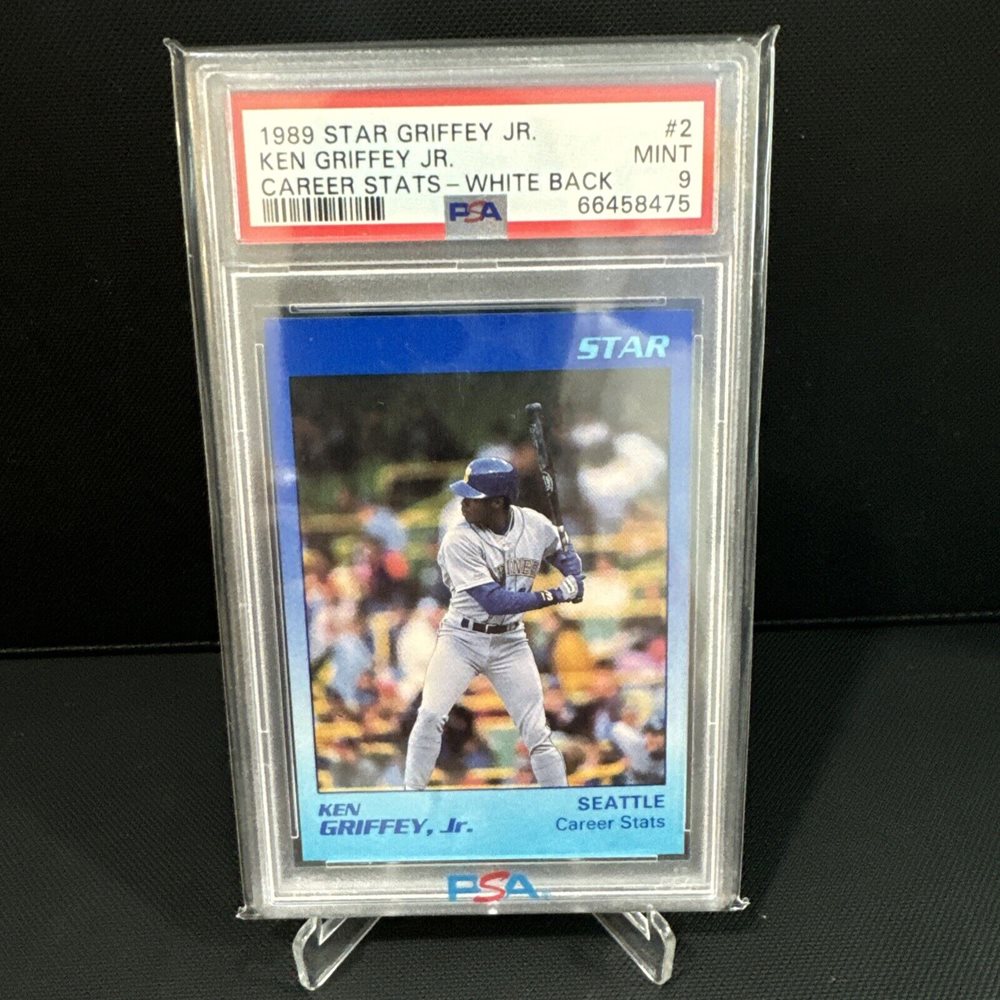 1989 STAR GRIFFEY JR. #2
KEN GRIFFEY JR. MINT
CAREER STATS - WHITE BACK 9
PSA 66458475
STAR
KEN SEATTLE
GRIFFEY, Jr. Career Stats
PSA